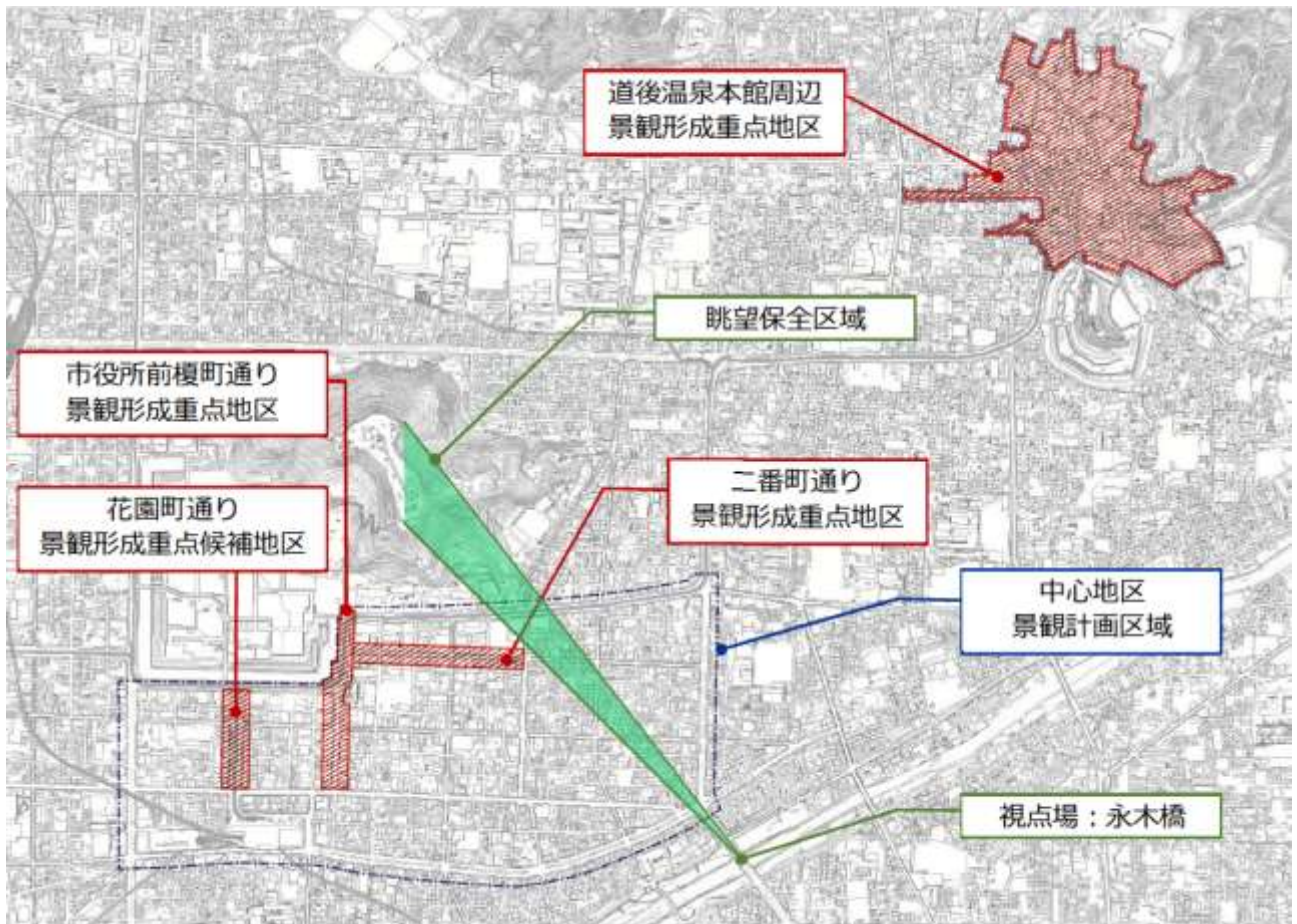 道後温泉本館周辺
景観形成重点地区
眺望保全区域
市役所前榎町通り
景観形成重点地区
二番町通り
景観形成重点地区
花園町通り
景観形成重点候補地区
中心地区
景観計画区域
視点場：永木橋